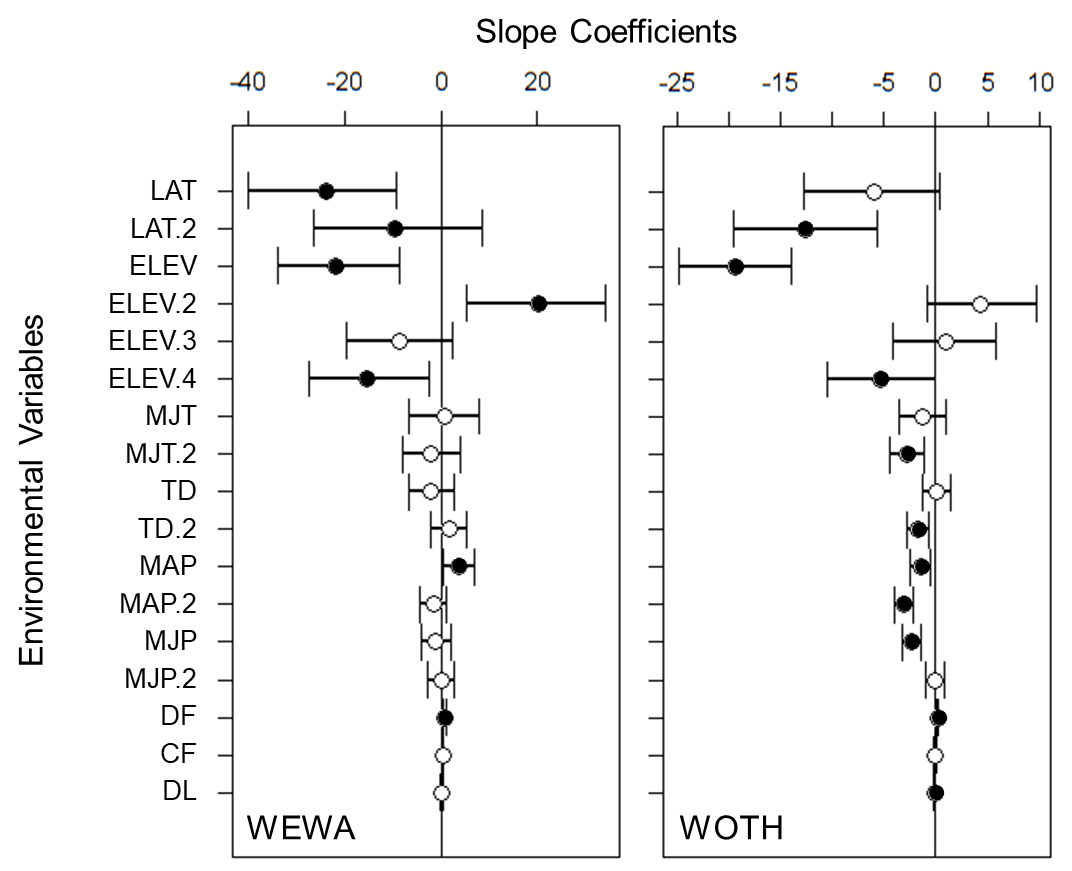 Slope Coefficients
-40 -20 0 20
-25 -15 -5 0 5 10
Environmental Variables
LAT
LAT.2
ELEV
ELEV.2
ELEV.3
ELEV.4
MJT
MJT.2
TD
TD.2
MAP
MAP.2
MJP
MJP.2
DF
CF
DL
WEWA
WOTH